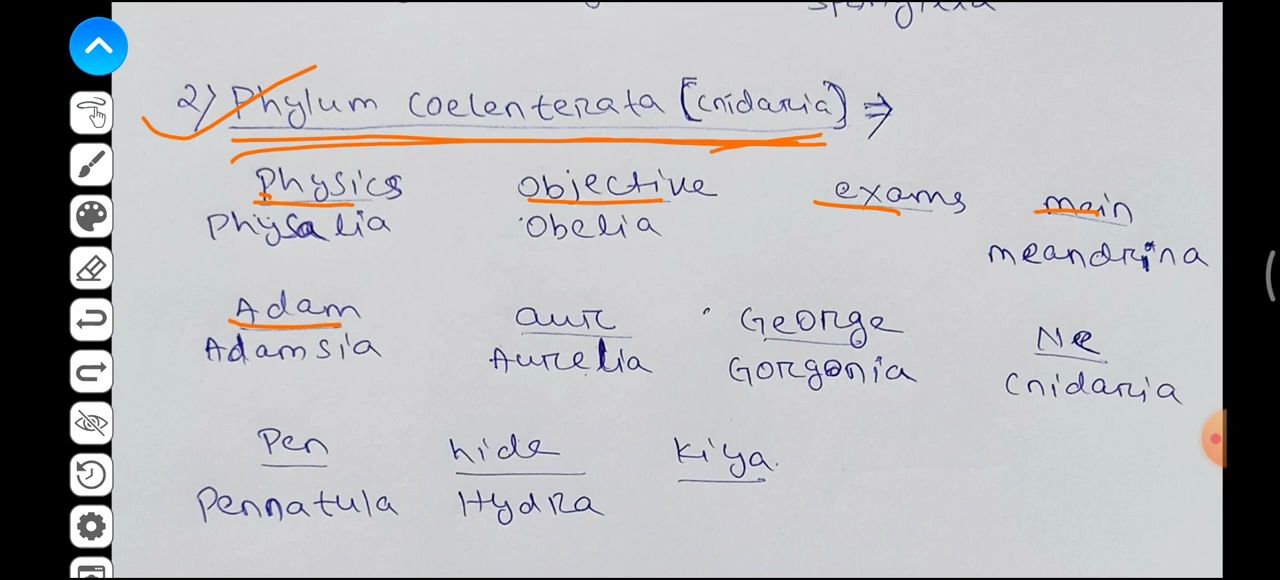 2) Phylum coelenterata [cnidaria] ⇒
Physics objective exams main
Physalia Obelia meandrina
Adam aur George Ne
Adamsia Aurelia Gorgonia Cnidaria
Pen hide kiya.
Pennatula Hydra